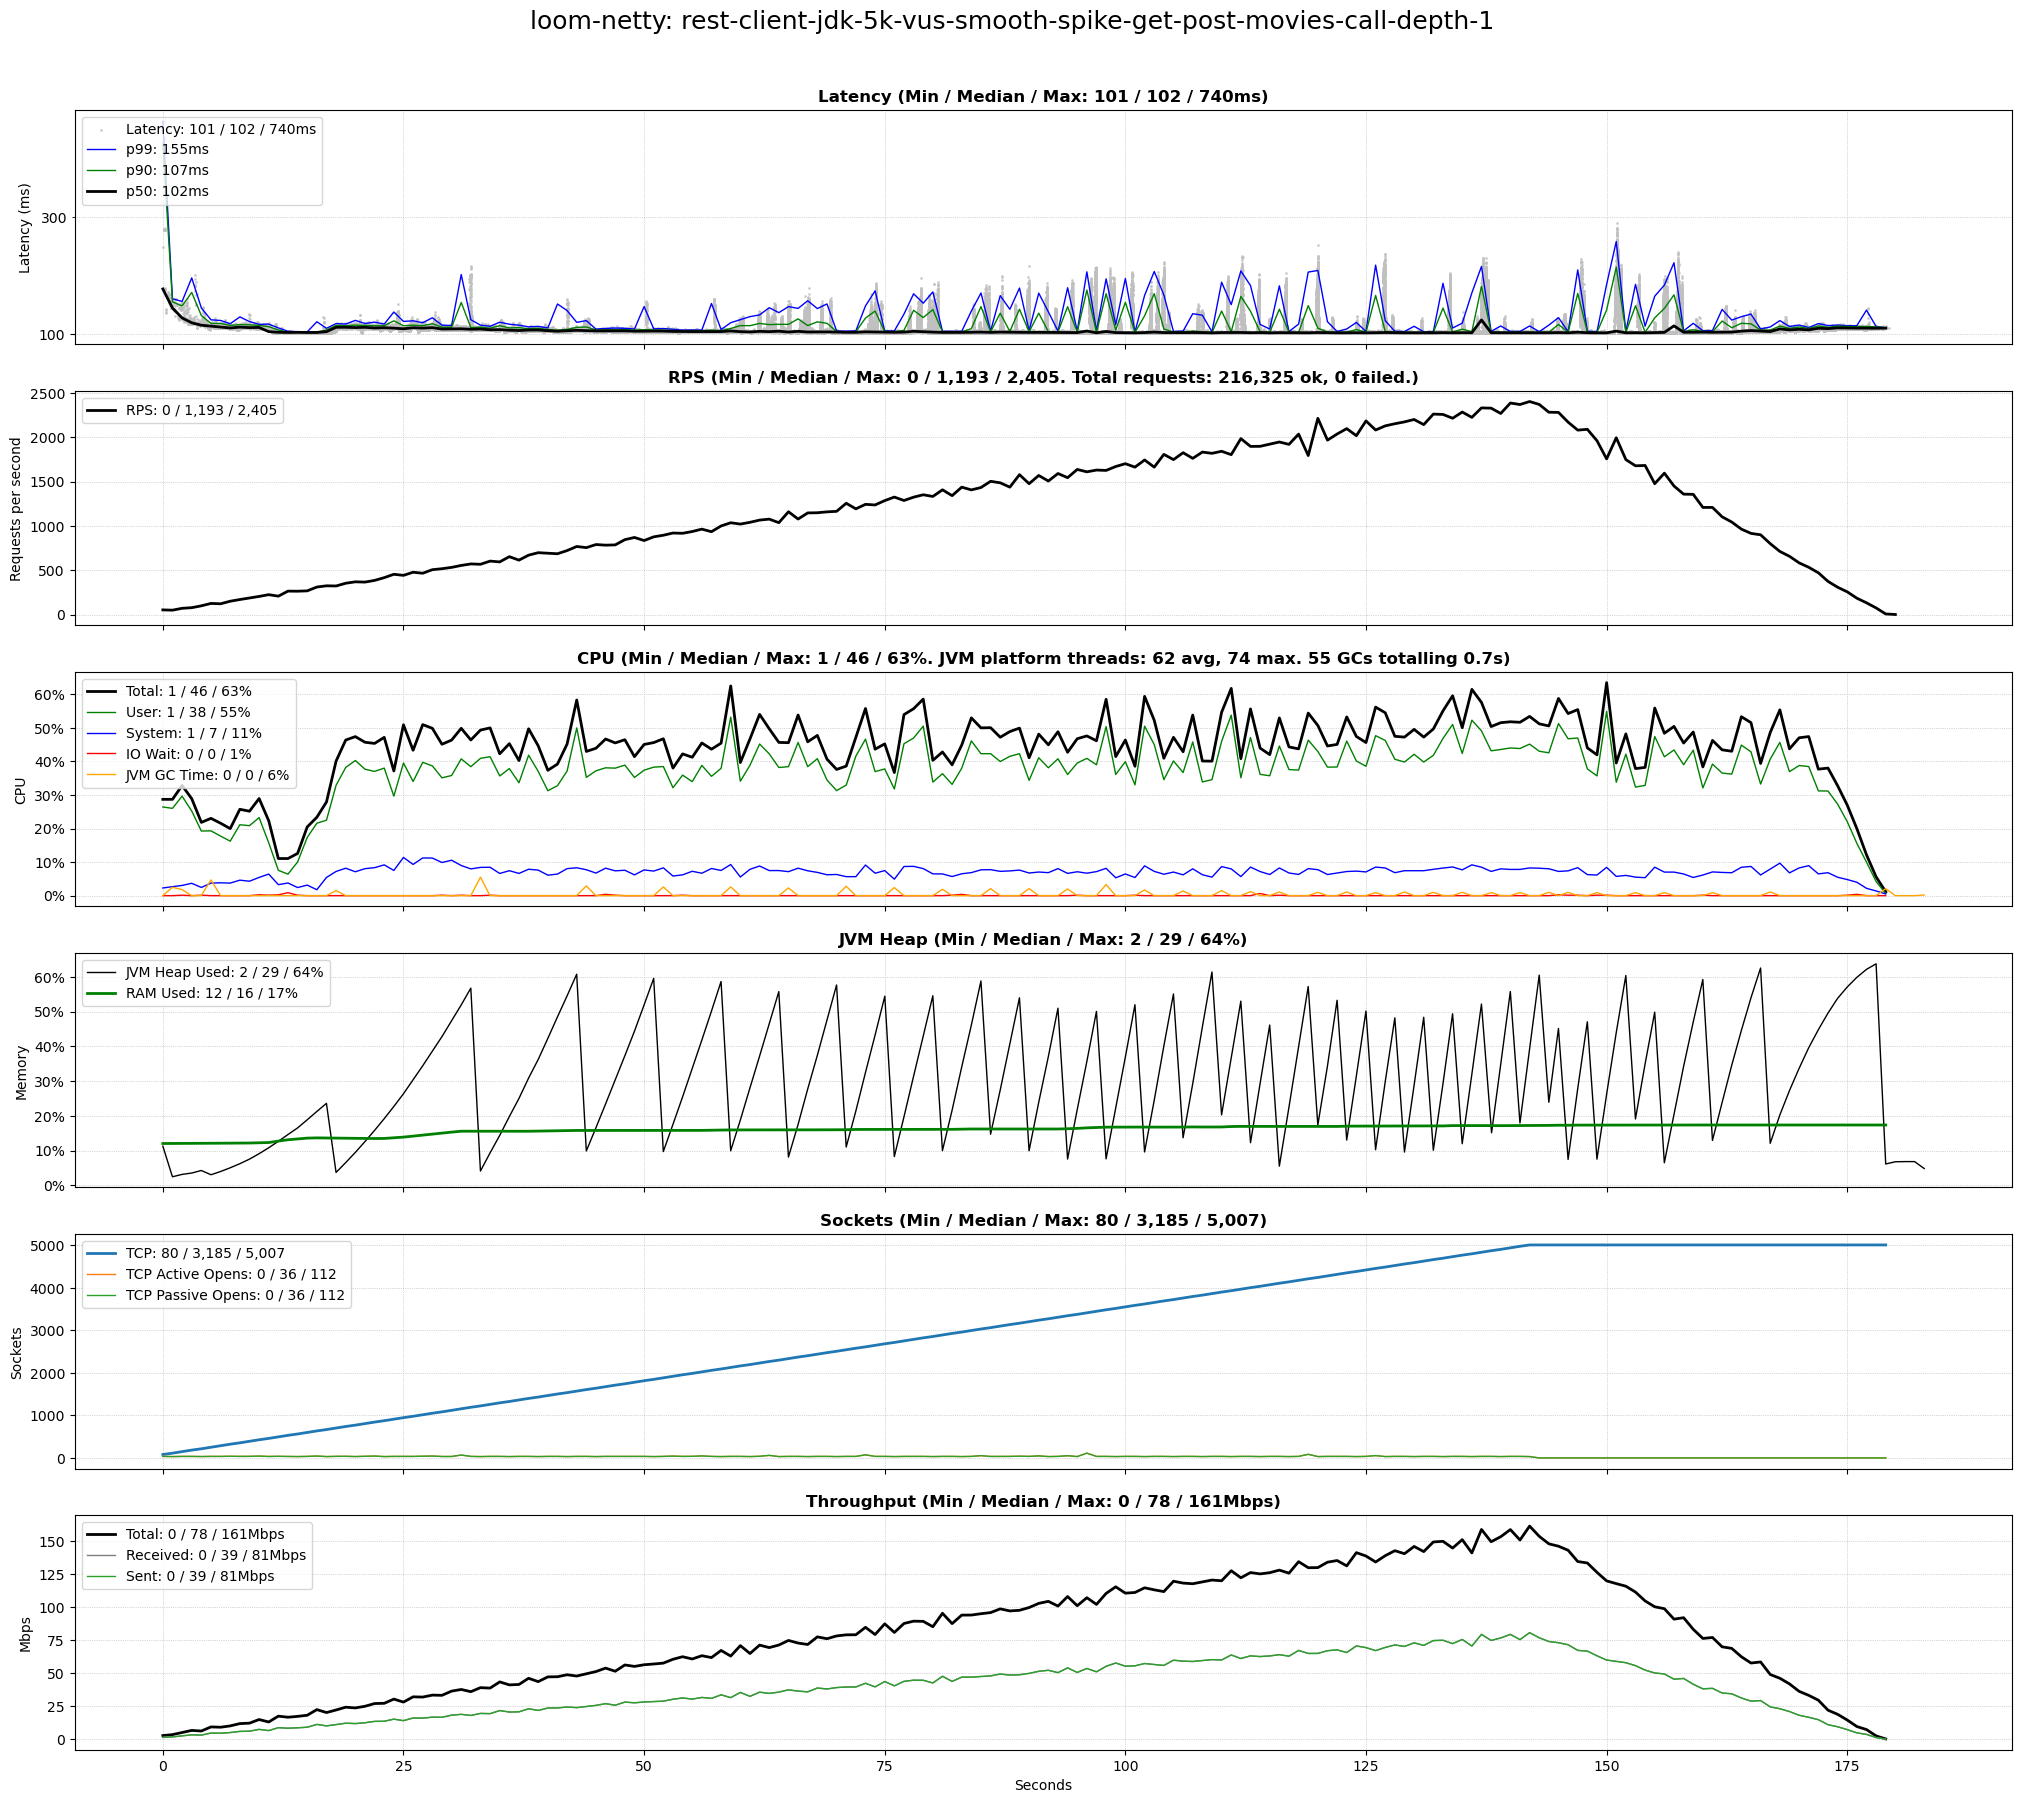 loom-netty: rest-client-jdk-5k-vus-smooth-spike-get-post-movies-call-depth-1
Latency (Min / Median / Max: 101 / 102 / 740ms)
Latency: 101 / 102 / 740ms
p99: 155ms
p90: 107ms
p50: 102ms
Latency (ms)
300
100
RPS (Min / Median / Max: 0 / 1,193 / 2,405. Total requests: 216,325 ok, 0 failed.)
RPS: 0 / 1,193 / 2,405
Requests per second
2500
2000
1500
1000
500
0
CPU (Min / Median / Max: 1 / 46 / 63%. JVM platform threads: 62 avg, 74 max. 55 GCs totalling 0.7s)
Total: 1 / 46 / 63%
User: 1 / 38 / 55%
System: 1 / 7 / 11%
IO Wait: 0 / 0 / 1%
JVM GC Time: 0 / 0 / 6%
CPU
60%
50%
40%
30%
20%
10%
0%
JVM Heap (Min / Median / Max: 2 / 29 / 64%)
JVM Heap Used: 2 / 29 / 64%
RAM Used: 12 / 16 / 17%
Memory
60%
50%
40%
30%
20%
10%
0%
Sockets (Min / Median / Max: 80 / 3,185 / 5,007)
TCP: 80 / 3,185 / 5,007
TCP Active Opens: 0 / 36 / 112
TCP Passive Opens: 0 / 36 / 112
Sockets
5000
4000
3000
2000
1000
0
Throughput (Min / Median / Max: 0 / 78 / 161Mbps)
Total: 0 / 78 / 161Mbps
Received: 0 / 39 / 81Mbps
Sent: 0 / 39 / 81Mbps
Mbps
150
125
100
75
50
25
0
0 25 50 75 100 125 150 175
Seconds